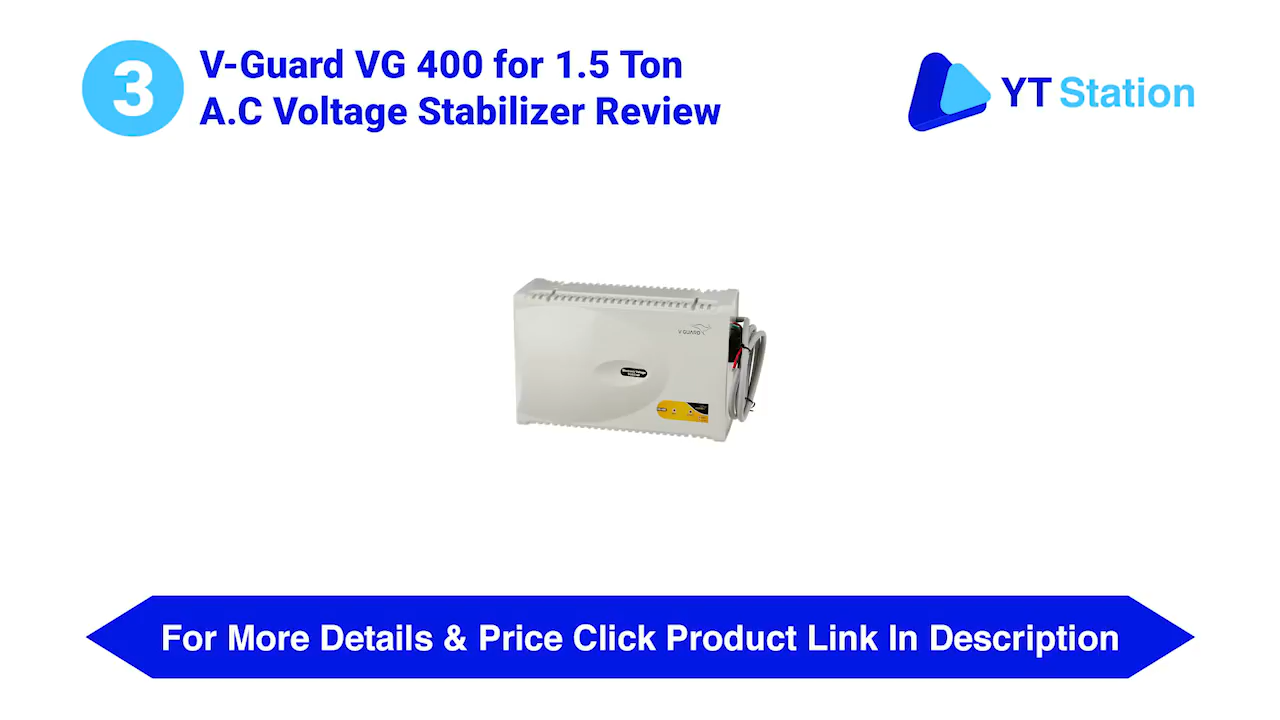 3
V-Guard VG 400 for 1.5 Ton
A.C Voltage Stabilizer Review
YT Station
V-GUARD
For More Details & Price Click Product Link In Description